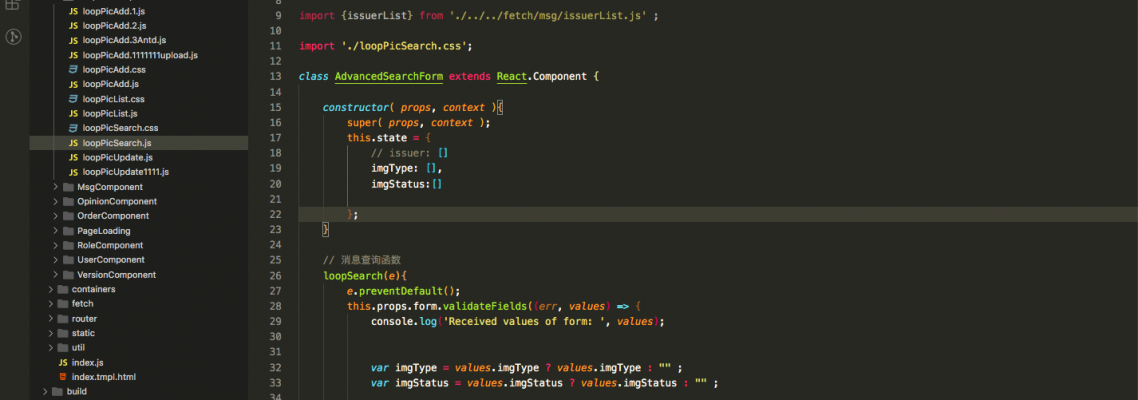 JS loopPicAdd.1.js
JS loopPicAdd.2.js
JS loopPicAdd.3Antd.js
JS loopPicAdd.1111111upload.js
loopPicAdd.css
JS loopPicAdd.js
loopPicList.css
JS loopPicList.js
loopPicSearch.css
JS loopPicSearch.js
JS loopPicUpdate.js
JS loopPicUpdate1111.js
MsgComponent
OpinionComponent
OrderComponent
PageLoading
RoleComponent
UserComponent
VersionComponent
containers
fetch
router
static
util
JS index.js
index.tmpl.html
build
8
9 import {issuerList} from './../../fetch/msg/issuerList.js' ;
10
11 import './loopPicSearch.css';
12
13 class AdvancedSearchForm extends React.Component {
14
15 constructor( props, context ){
16 super( props, context );
17 this.state = {
18 // issuer: []
19 imgType: [],
20 imgStatus:[]
21
22 };
23 }
24
25 // 消息查询函数
26 loopSearch(e){
27 e.preventDefault();
28 this.props.form.validateFields((err, values) => {
29 console.log('Received values of form: ', values);
30
31
32 var imgType = values.imgType ? values.imgType : "" ;
33 var imgStatus = values.imgStatus ? values.imgStatus : "" ;
34